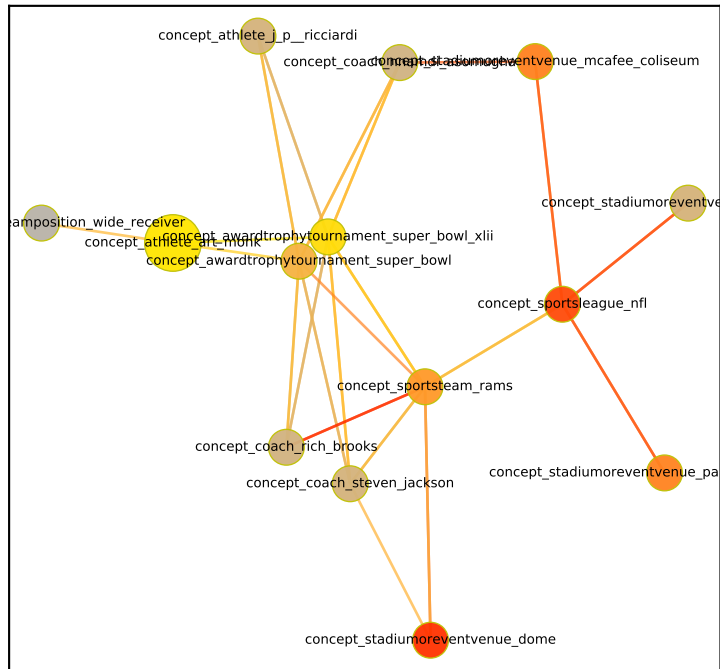 concept_athlete_j_p__ricciardi
concept_stadiumoreventvenue_mcafee_coliseum
concept_stadiumoreventve
eamposition_wide_receiver
concept_awardtrophytournament_super_bowl_xlii
concept_athlete_art_monk
concept_awardtrophytournament_super_bowl
concept_sportsleague_nfl
concept_sportsteam_rams
concept_coach_rich_brooks
concept_stadiumoreventvenue_pa
concept_coach_steven_jackson
concept_stadiumoreventvenue_dome